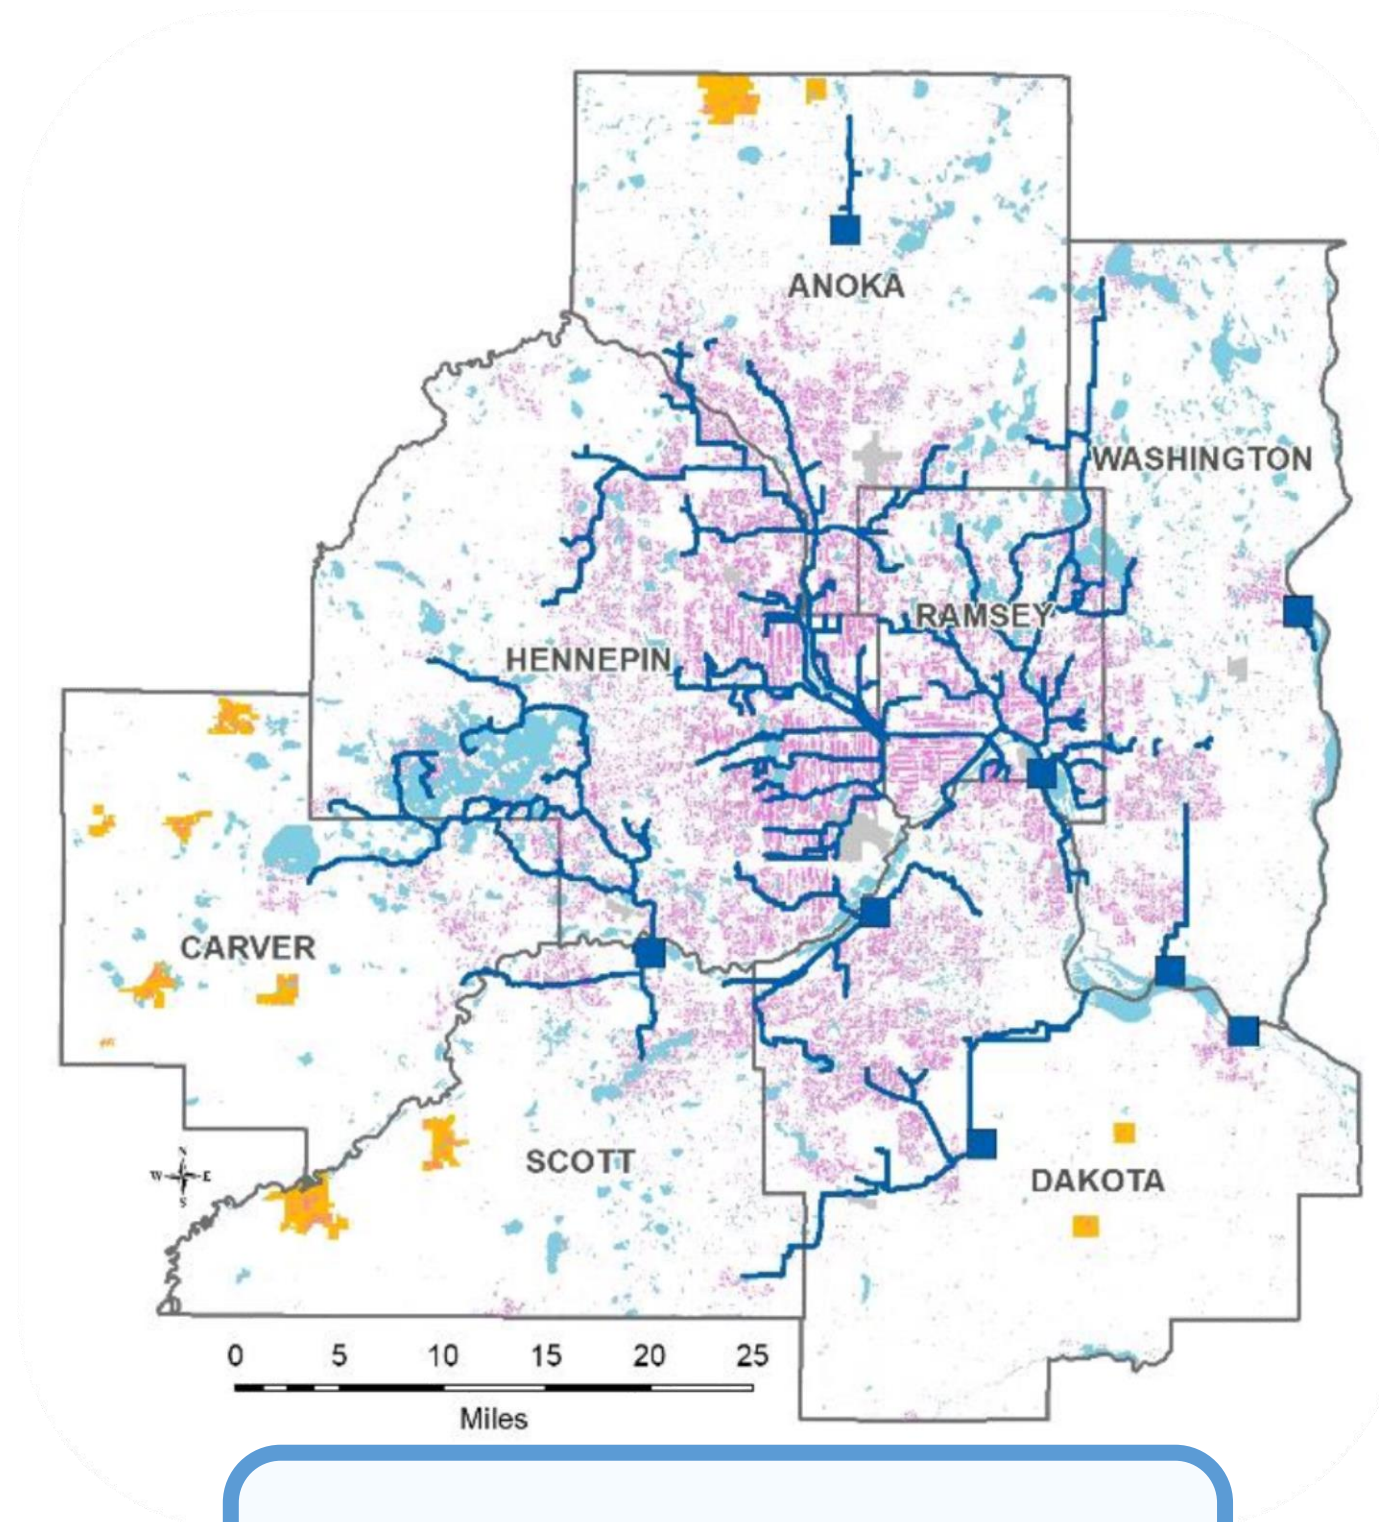 ANOKA
WASHINGTON
RAMSEY
HENNEPIN
CARVER
N
W E
S
SCOTT
DAKOTA
0 5 10 15 20 25
Miles